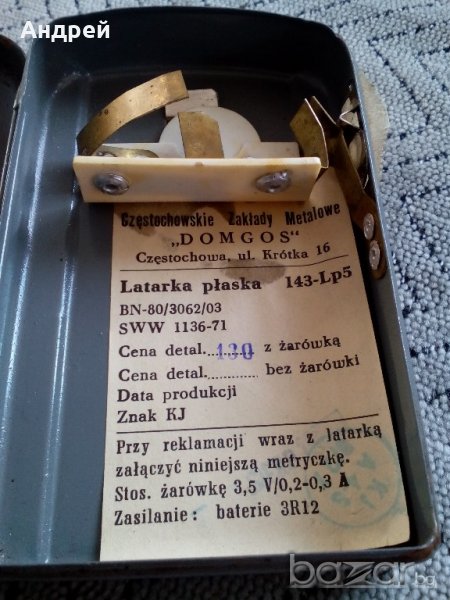 Андрей
Częstochowskie Zakłady Metalowe
„DOMGOS"
Częstochowa, ul. Krótka 16
Latarka płaska 143-Lp5
BN-80/3062/03
SWW 1136-71
Cena detal. 130 z żarówką
Cena detal............... bez żarówki
Data produkcji
Znak KJ
Przy reklamacji wraz z latarką
załączyć niniejszą metryczkę.
Stos. żarówkę 3,5 V/0,2-0,3 A
Zasilanie: baterie 3R12
bazar.bg